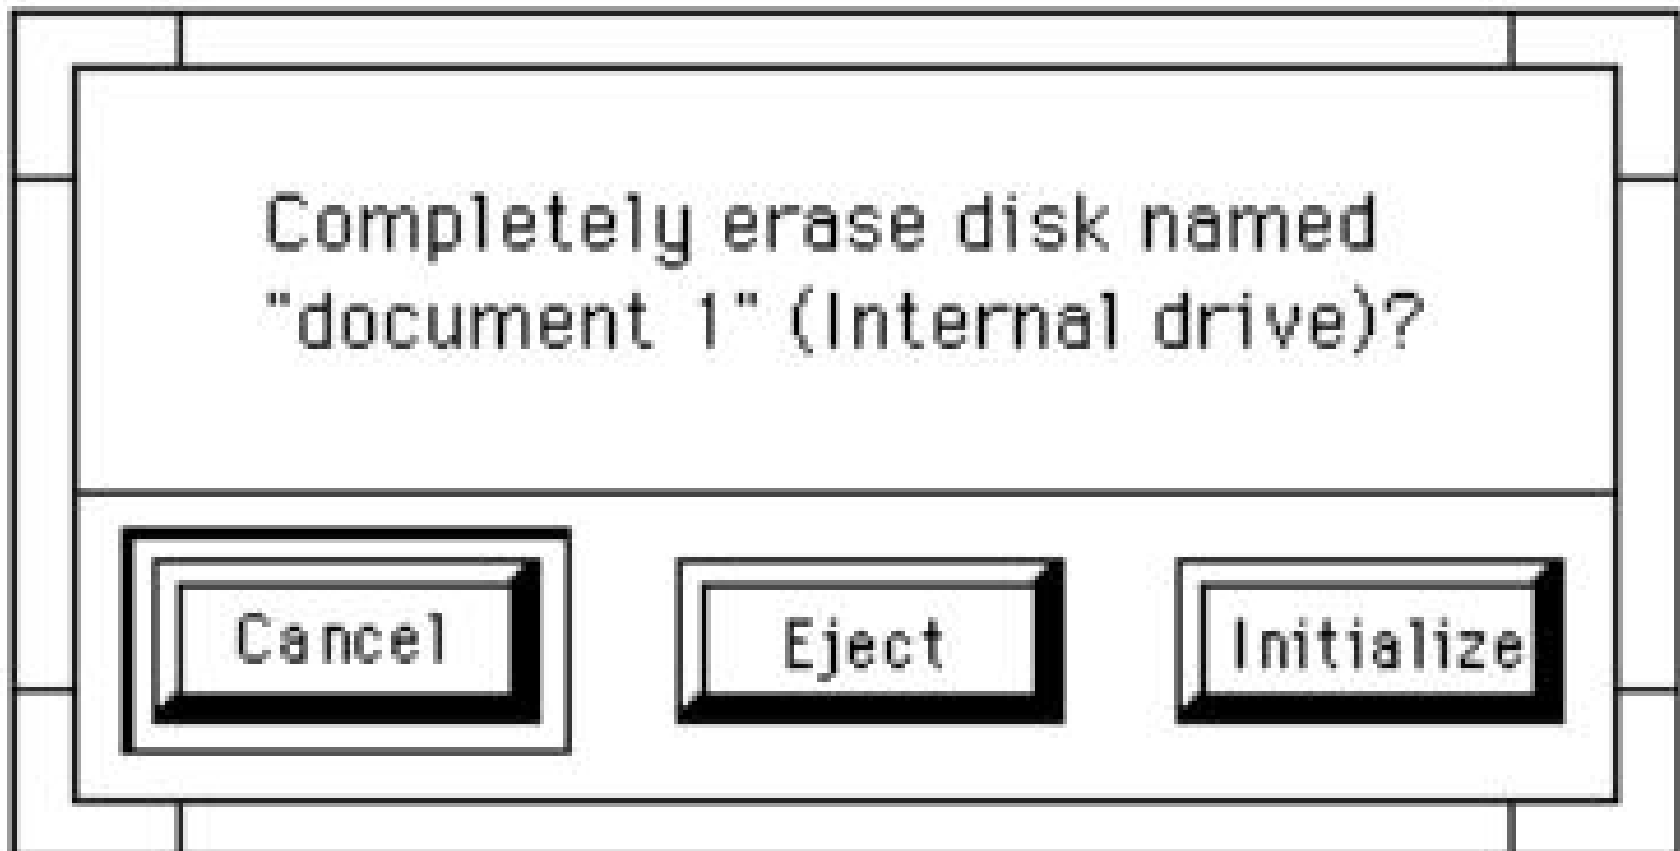 Completely erase disk named
"document 1" (Internal drive)?
Cancel
Eject
Initialize